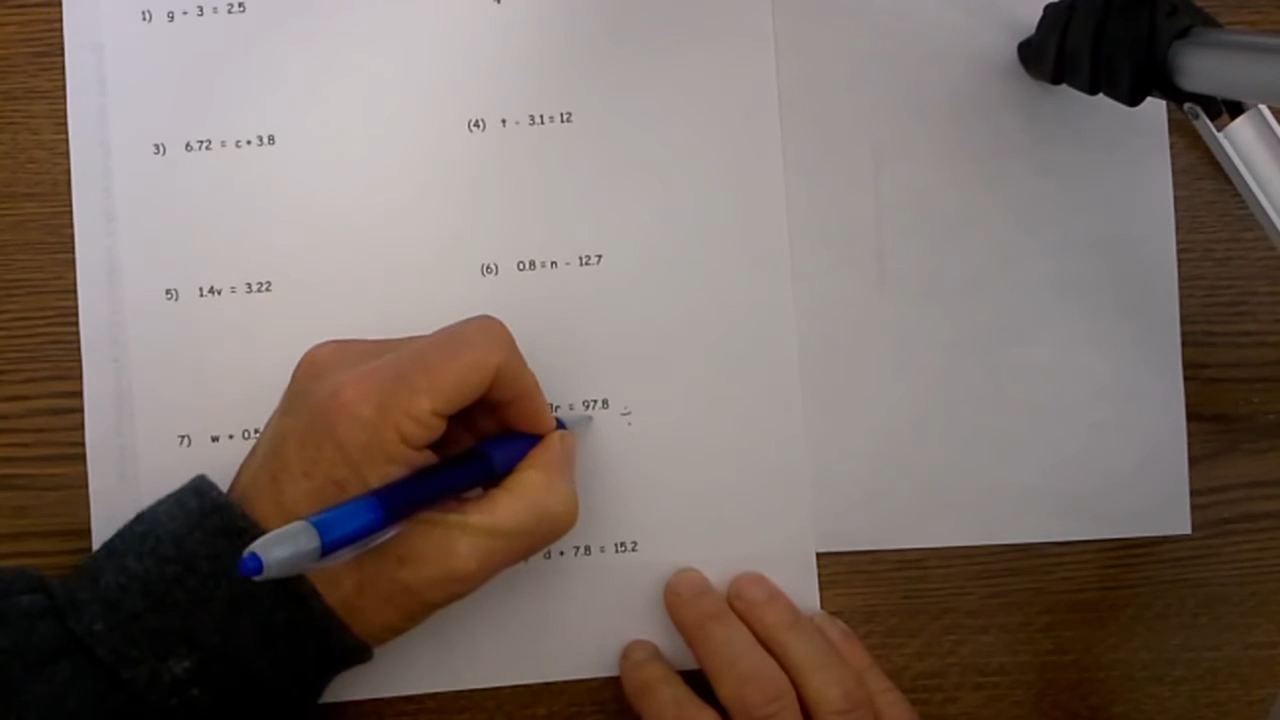 1) g ÷ 3 = 2.5
3) 6.72 = c + 3.8
(4) t - 3.1 = 12
5) 1.4v = 3.22
(6) 0.8 = n - 12.7
7) w + 0.5
r = 97.8 ÷
d + 7.8 = 15.2